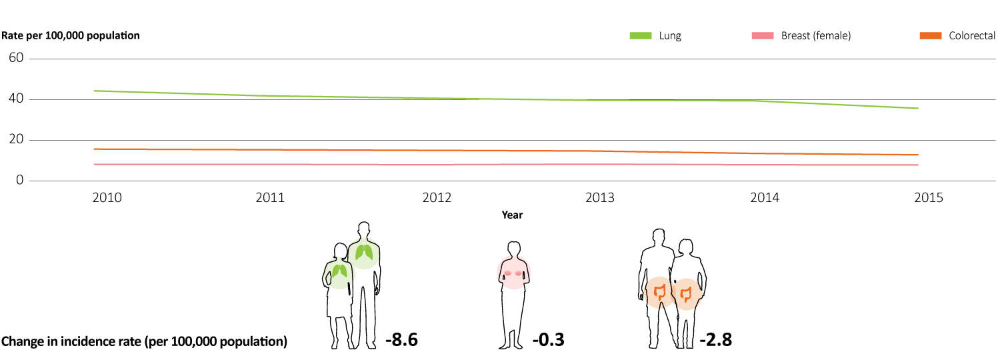 Rate per 100,000 population
Lung
Breast (female)
Colorectal
60
40
20
0
2010 2011 2012 2013 2014 2015
Year
Change in incidence rate (per 100,000 population) -8.6 -0.3 -2.8